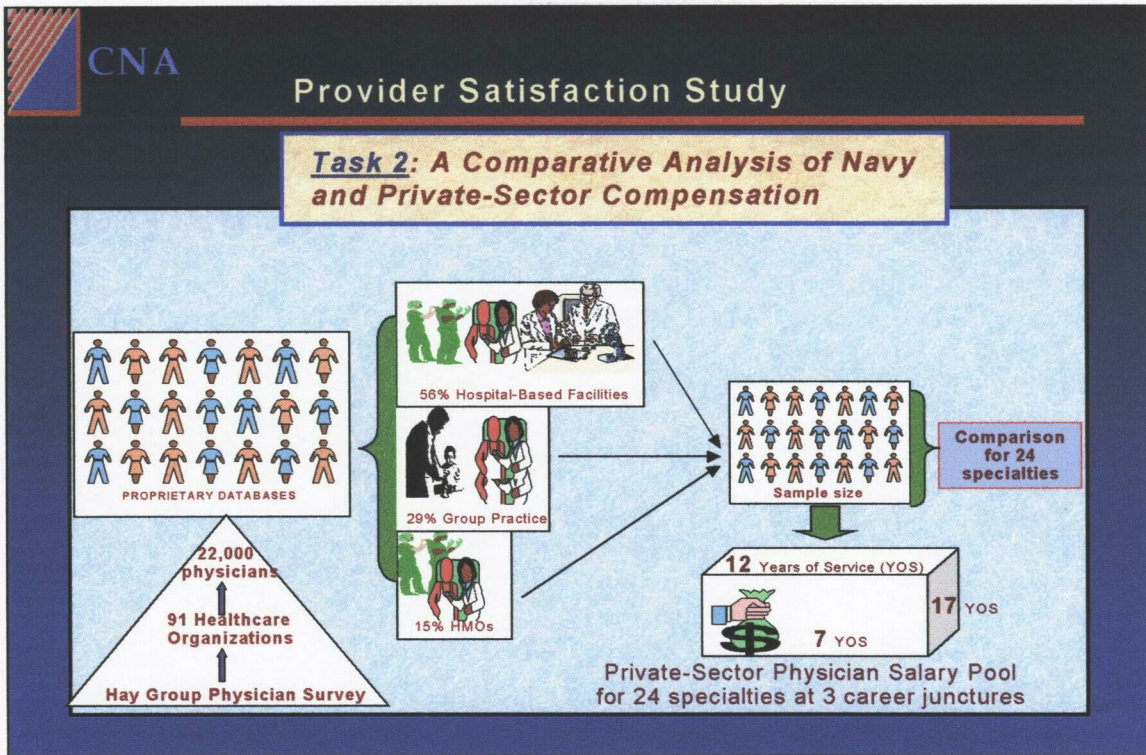 CNA
Provider Satisfaction Study
Task 2: A Comparative Analysis of Navy
and Private-Sector Compensation
PROPRIETARY DATABASES
22,000
physicians
91 Healthcare
Organizations
Hay Group Physician Survey
56% Hospital-Based Facilities
29% Group Practice
15% HMOs
Sample size
Comparison
for 24
specialties
12 Years of Service (YOS)
17 YOS
7 YOS
Private-Sector Physician Salary Pool
for 24 specialties at 3 career junctures